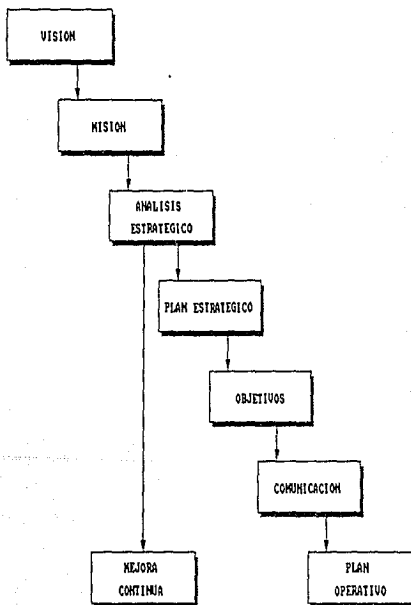 VISION
MISION
ANALISIS
ESTRATEGICO
PLAN ESTRATEGICO
OBJETIVOS
COMUNICACION
MEJORA
CONTINUA
PLAN
OPERATIVO